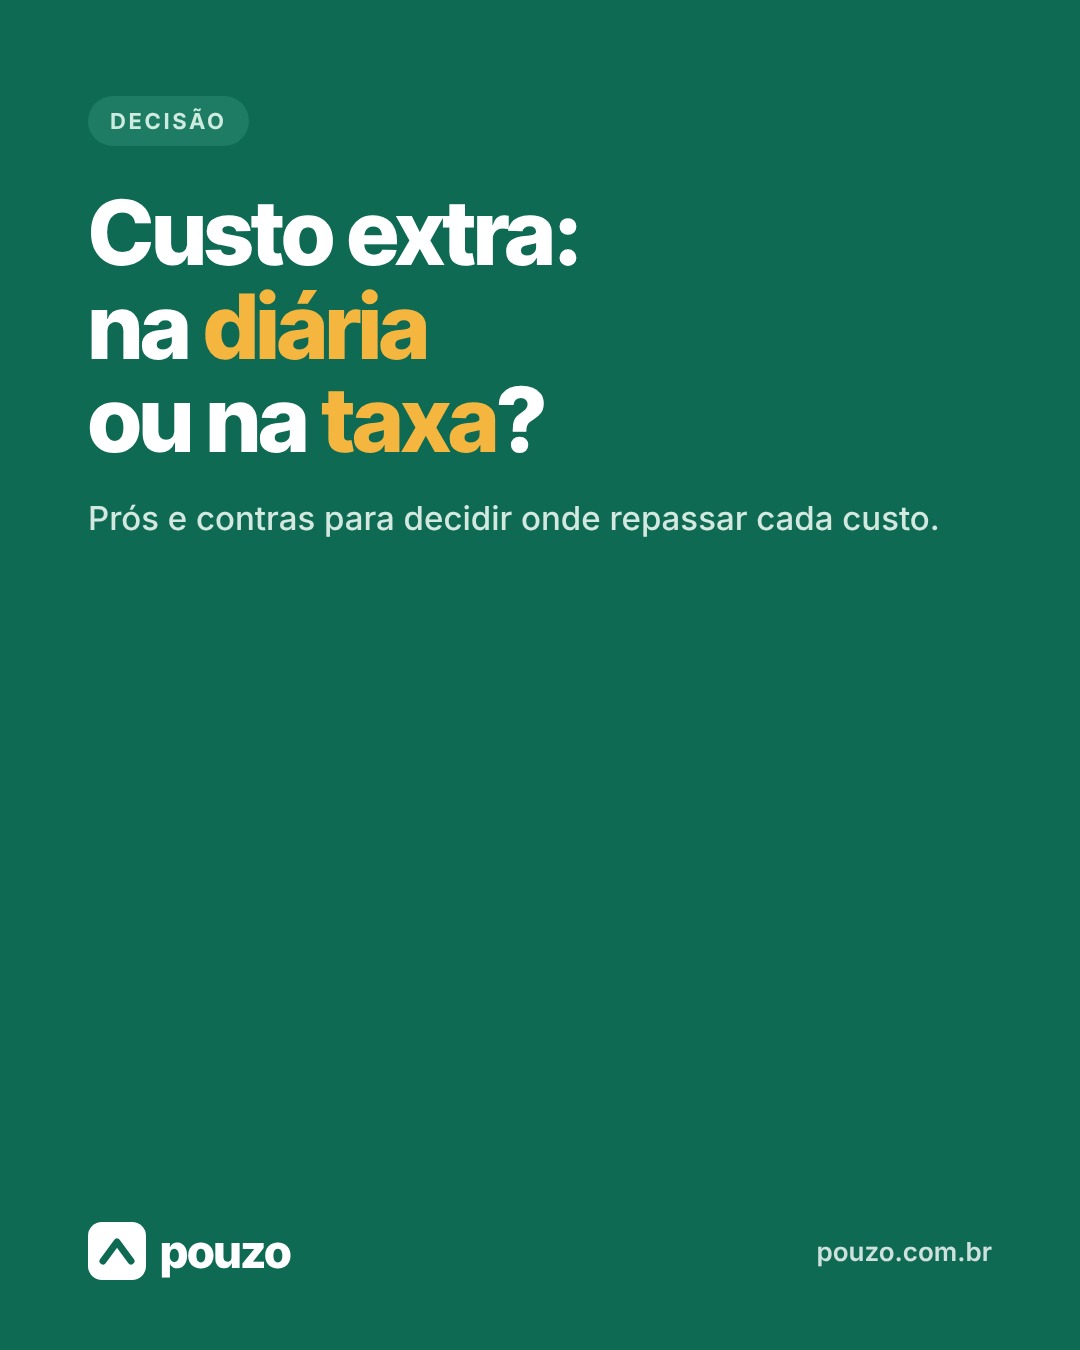 DECISÃO
Custo extra:
na diária
ou na taxa?
Prós e contras para decidir onde repassar cada custo.
pouzo
pouzo.com.br